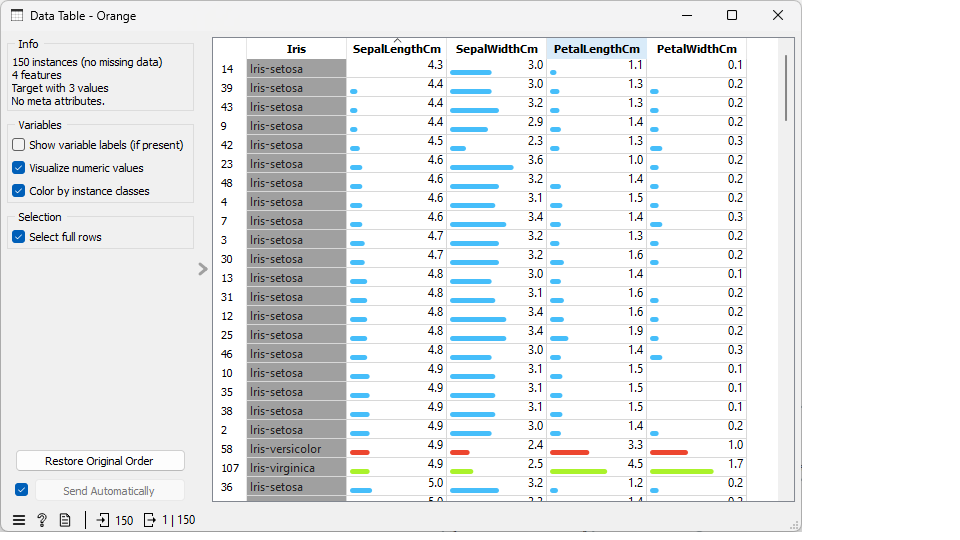 Data Table - Orange
Info
150 instances (no missing data)
4 features
Target with 3 values
No meta attributes.
Variables
Show variable labels (if present)
Visualize numeric values
Color by instance classes
Selection
Select full rows
Restore Original Order
Send Automatically
Iris SepalLengthCm SepalWidthCm PetalLengthCm PetalWidthCm
14 Iris-setosa 4.3 3.0 1.1 0.1
39 Iris-setosa 4.4 3.0 1.3 0.2
43 Iris-setosa 4.4 3.2 1.3 0.2
9 Iris-setosa 4.4 2.9 1.4 0.2
42 Iris-setosa 4.5 2.3 1.3 0.3
23 Iris-setosa 4.6 3.6 1.0 0.2
48 Iris-setosa 4.6 3.2 1.4 0.2
4 Iris-setosa 4.6 3.1 1.5 0.2
7 Iris-setosa 4.6 3.4 1.4 0.3
3 Iris-setosa 4.7 3.2 1.3 0.2
30 Iris-setosa 4.7 3.2 1.6 0.2
13 Iris-setosa 4.8 3.0 1.4 0.1
31 Iris-setosa 4.8 3.1 1.6 0.2
12 Iris-setosa 4.8 3.4 1.6 0.2
25 Iris-setosa 4.8 3.4 1.9 0.2
46 Iris-setosa 4.8 3.0 1.4 0.3
10 Iris-setosa 4.9 3.1 1.5 0.1
35 Iris-setosa 4.9 3.1 1.5 0.1
38 Iris-setosa 4.9 3.1 1.5 0.1
2 Iris-setosa 4.9 3.0 1.4 0.2
58 Iris-versicolor 4.9 2.4 3.3 1.0
107 Iris-virginica 4.9 2.5 4.5 1.7
36 Iris-setosa 5.0 3.2 1.2 0.2
150 1 | 150